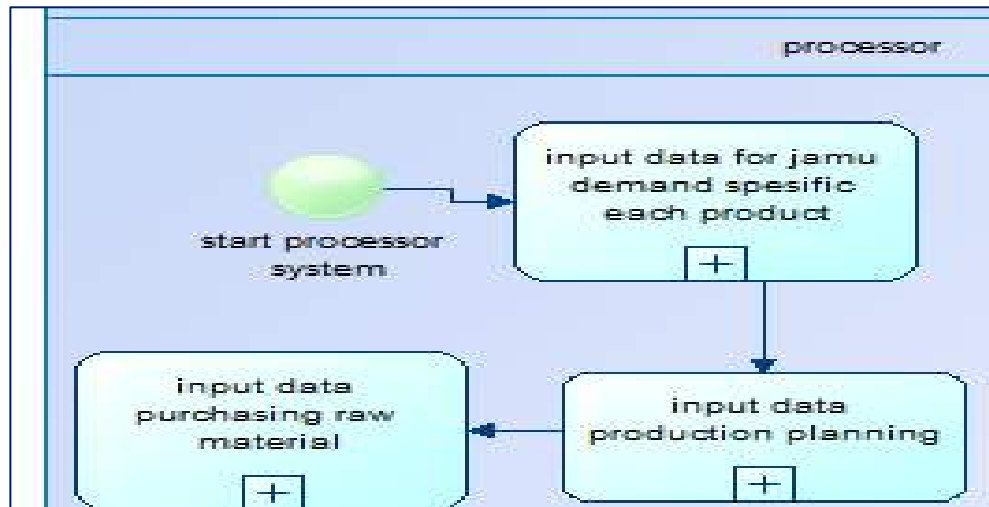 processor
input data for jamu
demand spesific
each product
start processor
system
input data
production planning
input data
purchasing raw
material